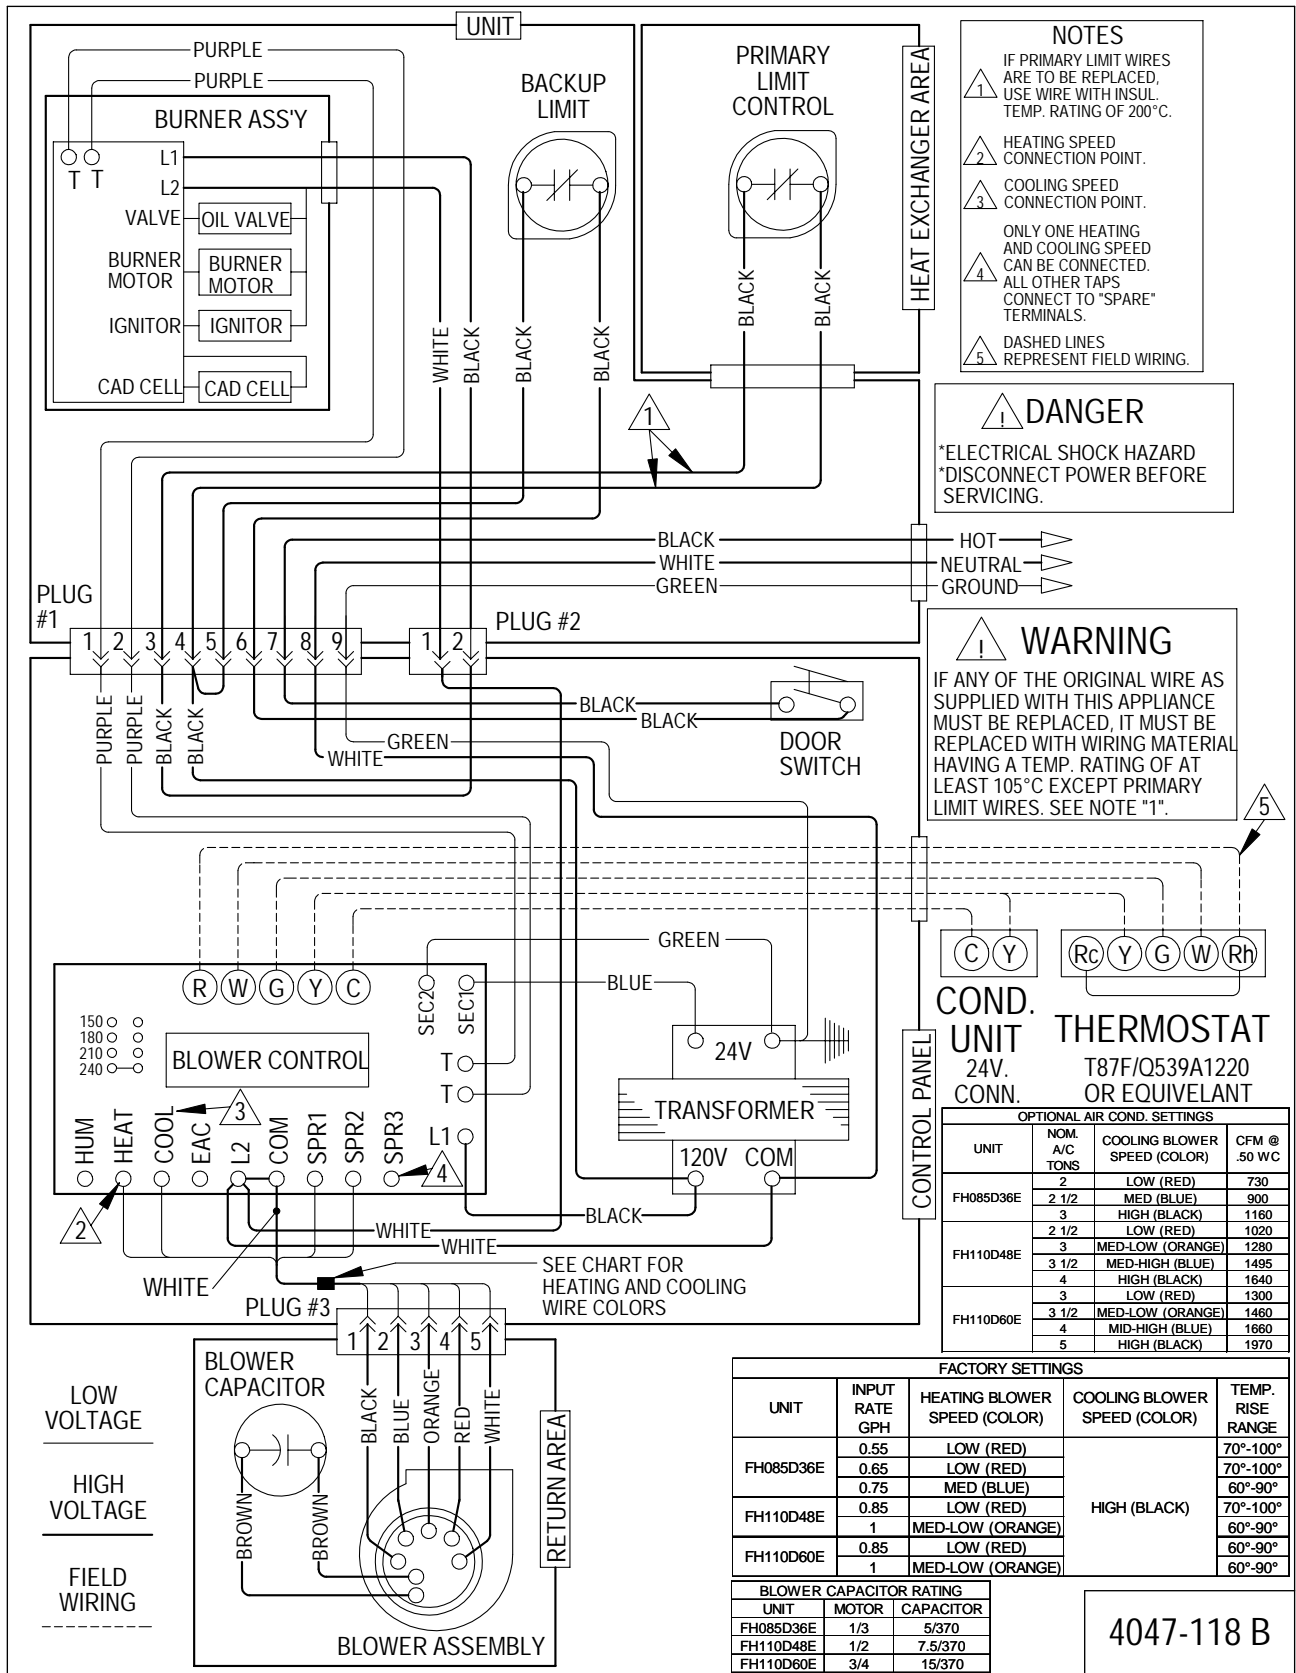 UNIT
PURPLE
PURPLE
BURNER ASS'Y
T T
L1
L2
VALVE
OIL VALVE
BURNER
MOTOR
BURNER
MOTOR
IGNITOR
IGNITOR
CAD CELL
CAD CELL
BACKUP
LIMIT
PRIMARY
LIMIT
CONTROL
HEAT EXCHANGER AREA
WHITE
BLACK
BLACK
BLACK
BLACK
BLACK
1
NOTES
1
IF PRIMARY LIMIT WIRES
ARE TO BE REPLACED,
USE WIRE WITH INSUL.
TEMP. RATING OF 200°C.
2
HEATING SPEED
CONNECTION POINT.
3
COOLING SPEED
CONNECTION POINT.
4
ONLY ONE HEATING
AND COOLING SPEED
CAN BE CONNECTED.
ALL OTHER TAPS
CONNECT TO "SPARE"
TERMINALS.
5
DASHED LINES
REPRESENT FIELD WIRING.
! DANGER
*ELECTRICAL SHOCK HAZARD
*DISCONNECT POWER BEFORE
SERVICING.
BLACK
HOT
WHITE
NEUTRAL
GREEN
GROUND
PLUG
#1
1 2 3 4 5 6 7 8 9
1 2
PLUG #2
! WARNING
IF ANY OF THE ORIGINAL WIRE AS
SUPPLIED WITH THIS APPLIANCE
MUST BE REPLACED, IT MUST BE
REPLACED WITH WIRING MATERIAL
HAVING A TEMP. RATING OF AT
LEAST 105°C EXCEPT PRIMARY
LIMIT WIRES. SEE NOTE "1".
PURPLE
PURPLE
BLACK
BLACK
BLACK
BLACK
GREEN
WHITE
DOOR
SWITCH
5
GREEN
BLUE
R W G Y C
SEC2
SEC1
150
180
210
240
BLOWER CONTROL
T
T
L1
3
HUM
HEAT
COOL
EAC
L2
COM
SPR1
SPR2
SPR3
4
2
24V
TRANSFORMER
120V COM
CONTROL PANEL
C Y
COND.
UNIT
24V.
CONN.
Rc Y G W Rh
THERMOSTAT
T87F/Q539A1220
OR EQUIVELANT
BLACK
WHITE
WHITE
WHITE
SEE CHART FOR
HEATING AND COOLING
WIRE COLORS
PLUG #3
1 2 3 4 5
OPTIONAL AIR COND. SETTINGS
UNIT
NOM.
A/C
TONS
COOLING BLOWER
SPEED (COLOR)
CFM @
.50 WC
FH085D36E
2 LOW (RED) 730
2 1/2 MED (BLUE) 900
3 HIGH (BLACK) 1160
FH110D48E
2 1/2 LOW (RED) 1020
3 MED-LOW (ORANGE) 1280
3 1/2 MED-HIGH (BLUE) 1495
4 HIGH (BLACK) 1640
FH110D60E
3 LOW (RED) 1300
3 1/2 MED-LOW (ORANGE) 1460
4 MID-HIGH (BLUE) 1660
5 HIGH (BLACK) 1970
BLOWER
CAPACITOR
BROWN
BROWN
BLACK
BLUE
ORANGE
RED
WHITE
BLOWER ASSEMBLY
RETURN AREA
LOW
VOLTAGE
HIGH
VOLTAGE
FIELD
WIRING
FACTORY SETTINGS
UNIT
INPUT
RATE
GPH
HEATING BLOWER
SPEED (COLOR)
COOLING BLOWER
SPEED (COLOR)
TEMP.
RISE
RANGE
FH085D36E
0.55 LOW (RED) 70°-100°
0.65 LOW (RED) 70°-100°
0.75 MED (BLUE) 60°-90°
FH110D48E
0.85 LOW (RED) HIGH (BLACK) 70°-100°
1 MED-LOW (ORANGE) 60°-90°
FH110D60E
0.85 LOW (RED) 60°-90°
1 MED-LOW (ORANGE) 60°-90°
BLOWER CAPACITOR RATING
UNIT MOTOR CAPACITOR
FH085D36E 1/3 5/370
FH110D48E 1/2 7.5/370
FH110D60E 3/4 15/370
4047-118 B